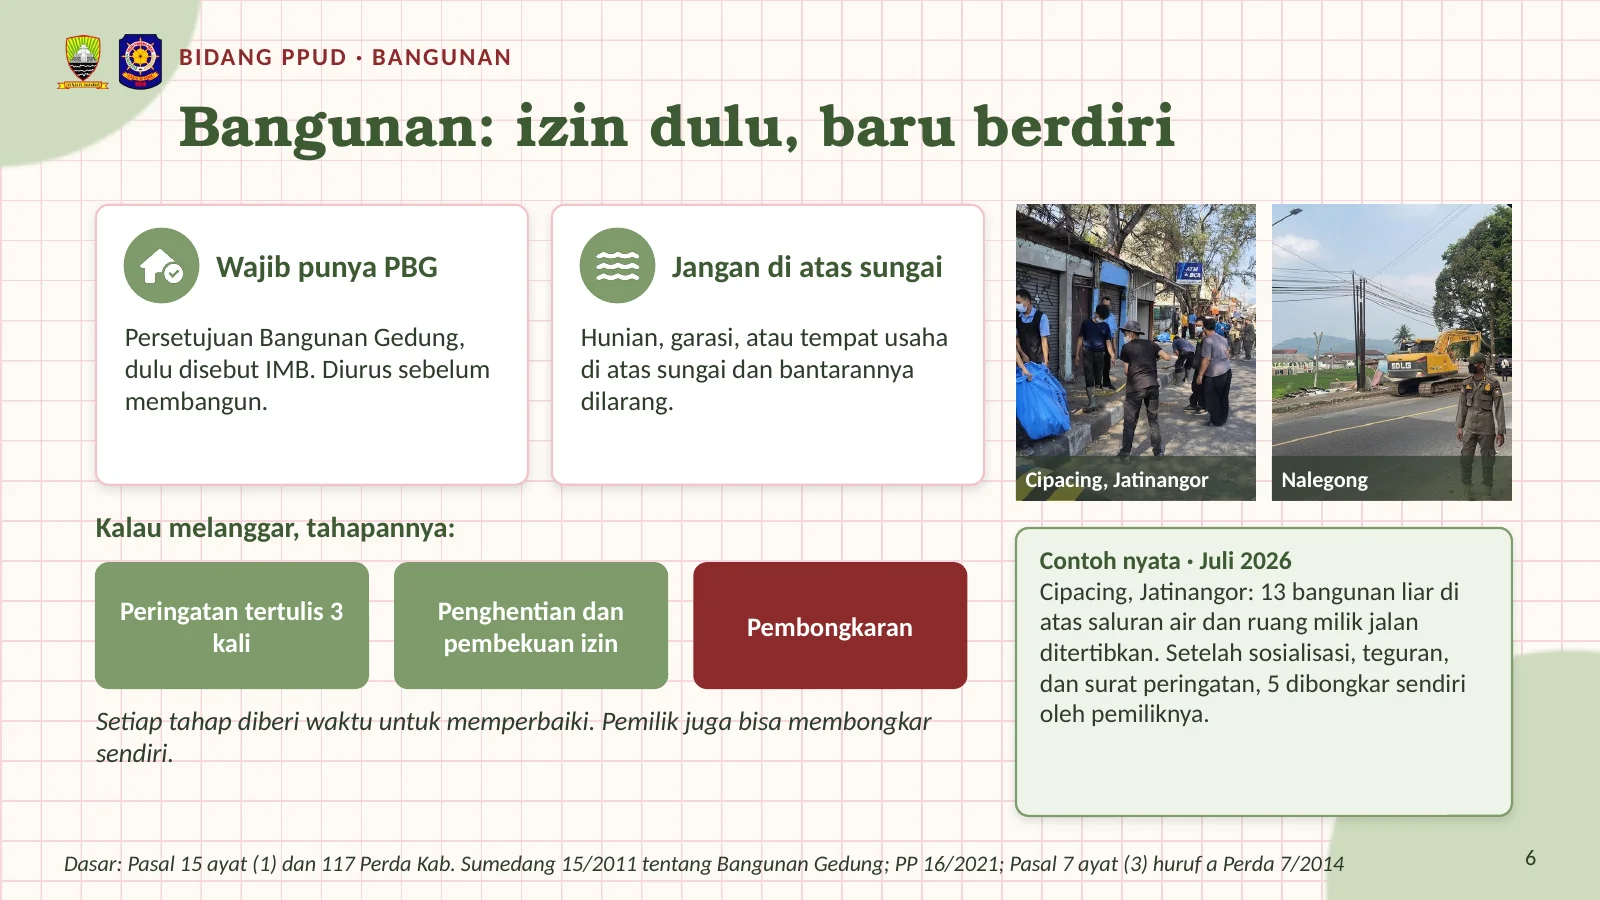 BIDANG PPUD · BANGUNAN
Bangunan: izin dulu, baru berdiri
Wajib punya PBG
Persetujuan Bangunan Gedung,
dulu disebut IMB. Diurus sebelum
membangun.
Jangan di atas sungai
Hunian, garasi, atau tempat usaha
di atas sungai dan bantarannya
dilarang.
ATM
BCA
Cipacing, Jatinangor
EDLG
Nalegong
Kalau melanggar, tahapannya:
Peringatan tertulis 3
kali
Penghentian dan
pembekuan izin
Pembongkaran
Setiap tahap diberi waktu untuk memperbaiki. Pemilik juga bisa membongkar
sendiri.
Contoh nyata · Juli 2026
Cipacing, Jatinangor: 13 bangunan liar di
atas saluran air dan ruang milik jalan
ditertibkan. Setelah sosialisasi, teguran,
dan surat peringatan, 5 dibongkar sendiri
oleh pemiliknya.
Dasar: Pasal 15 ayat (1) dan 117 Perda Kab. Sumedang 15/2011 tentang Bangunan Gedung; PP 16/2021; Pasal 7 ayat (3) huruf a Perda 7/2014
6